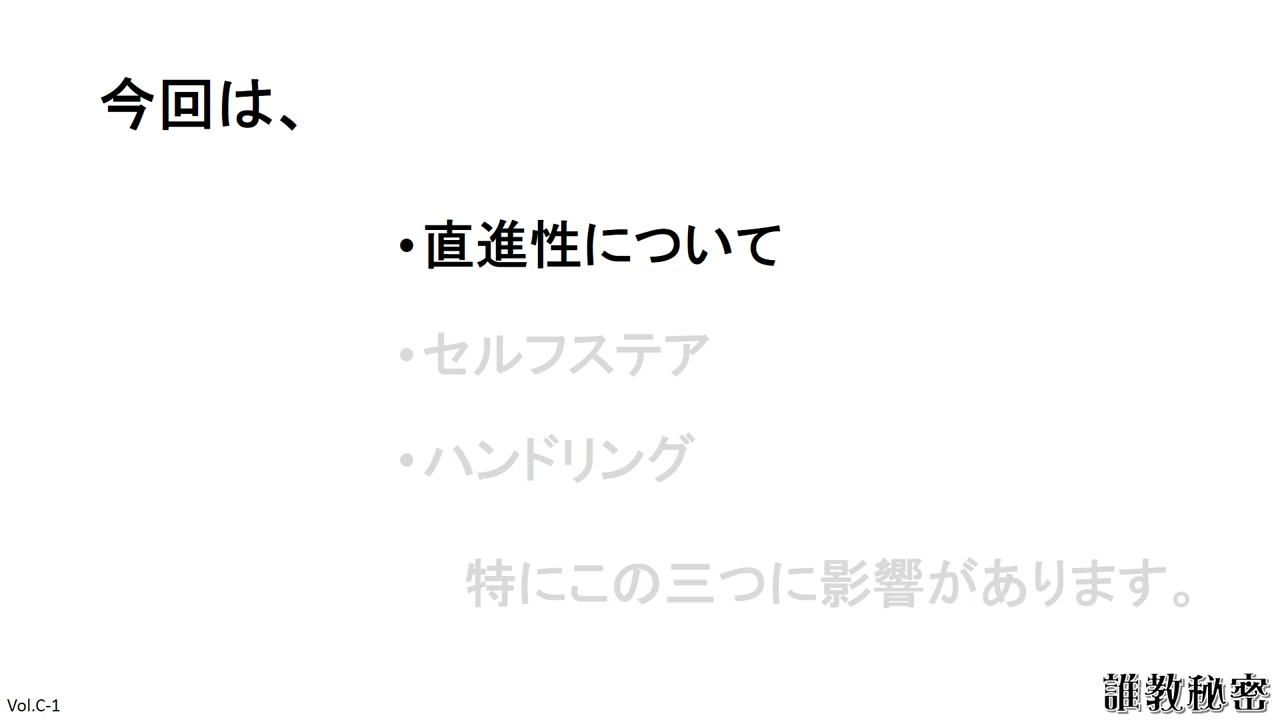 今回は、
•直進性について
•セルフステア
•ハンドリング
特にこの三つに影響があります。
Vol.C-1
誰教秘密